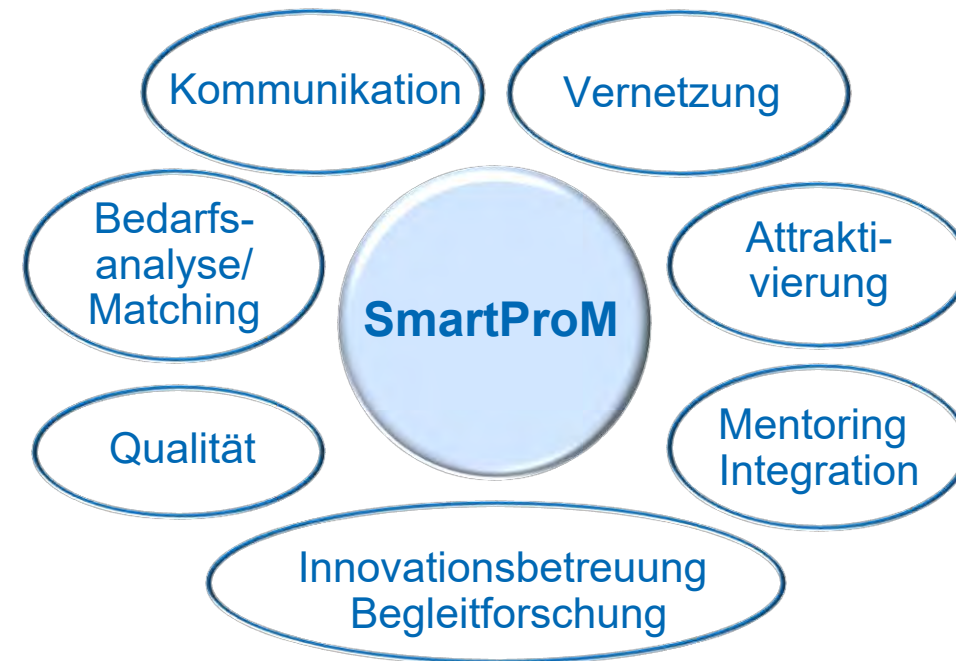 Kommunikation
Vernetzung
Bedarfs-
analyse/
Matching
Attrakti-
vierung
SmartProM
Qualität
Mentoring
Integration
Innovationsbetreuung
Begleitforschung